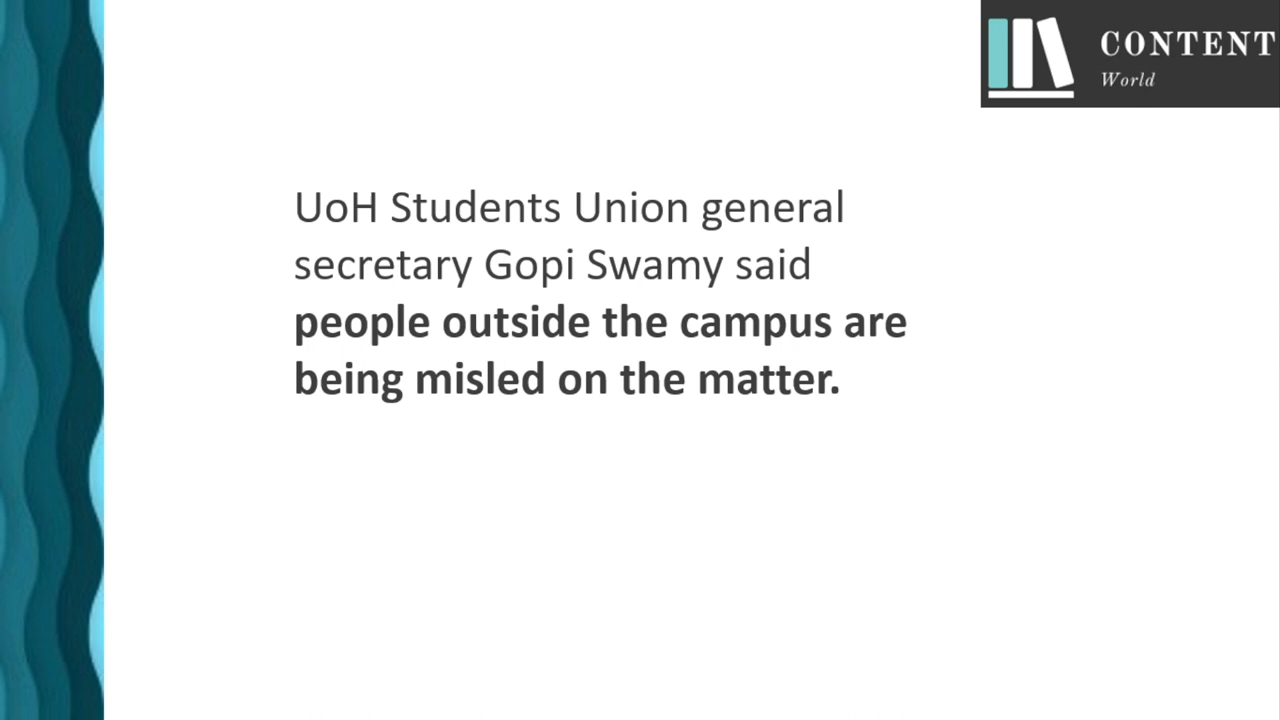 CONTENT
World
UoH Students Union general
secretary Gopi Swamy said
people outside the campus are
being misled on the matter.